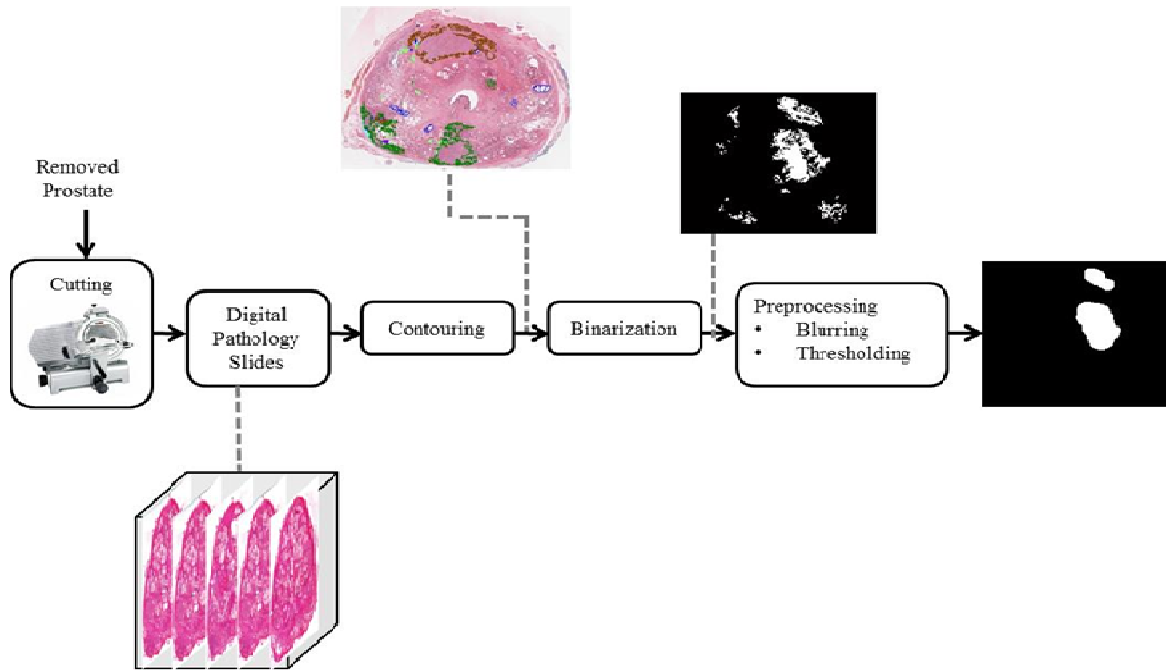 Removed
Prostate
Cutting
Digital
Pathology
Slides
Contouring
Binarization
Preprocessing
• Blurring
• Thresholding